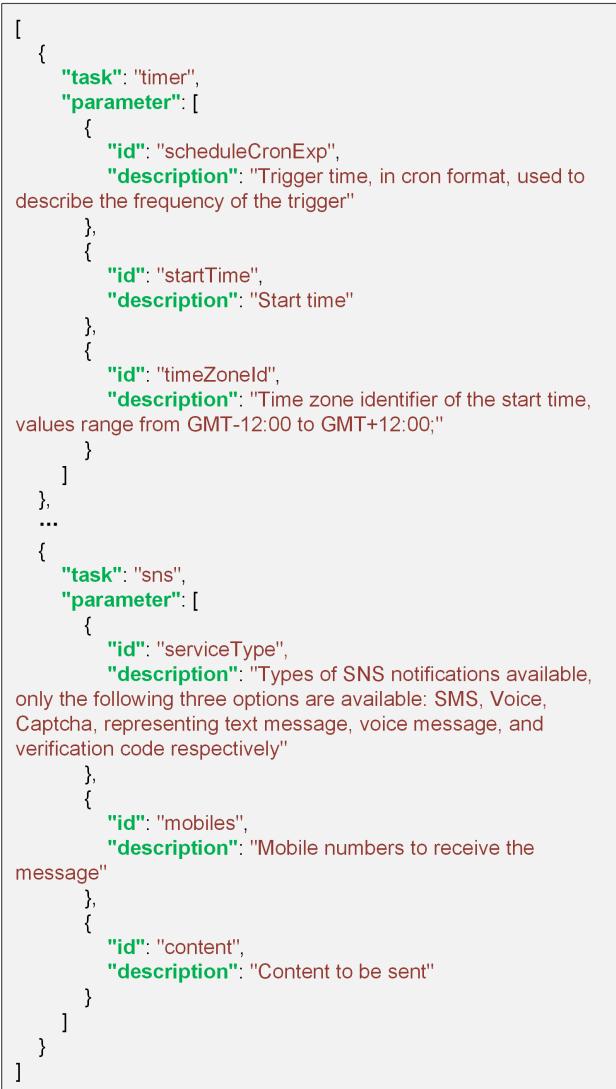 [
{
"task": "timer",
"parameter": [
{
"id": "scheduleCronExp",
"description": "Trigger time, in cron format, used to
describe the frequency of the trigger"
},
{
"id": "startTime",
"description": "Start time"
},
{
"id": "timeZoneId",
"description": "Time zone identifier of the start time,
values range from GMT-12:00 to GMT+12:00;"
}
]
},
...
{
"task": "sns",
"parameter": [
{
"id": "serviceType",
"description": "Types of SNS notifications available,
only the following three options are available: SMS, Voice,
Captcha, representing text message, voice message, and
verification code respectively"
},
{
"id": "mobiles",
"description": "Mobile numbers to receive the
message"
},
{
"id": "content",
"description": "Content to be sent"
}
]
}
]